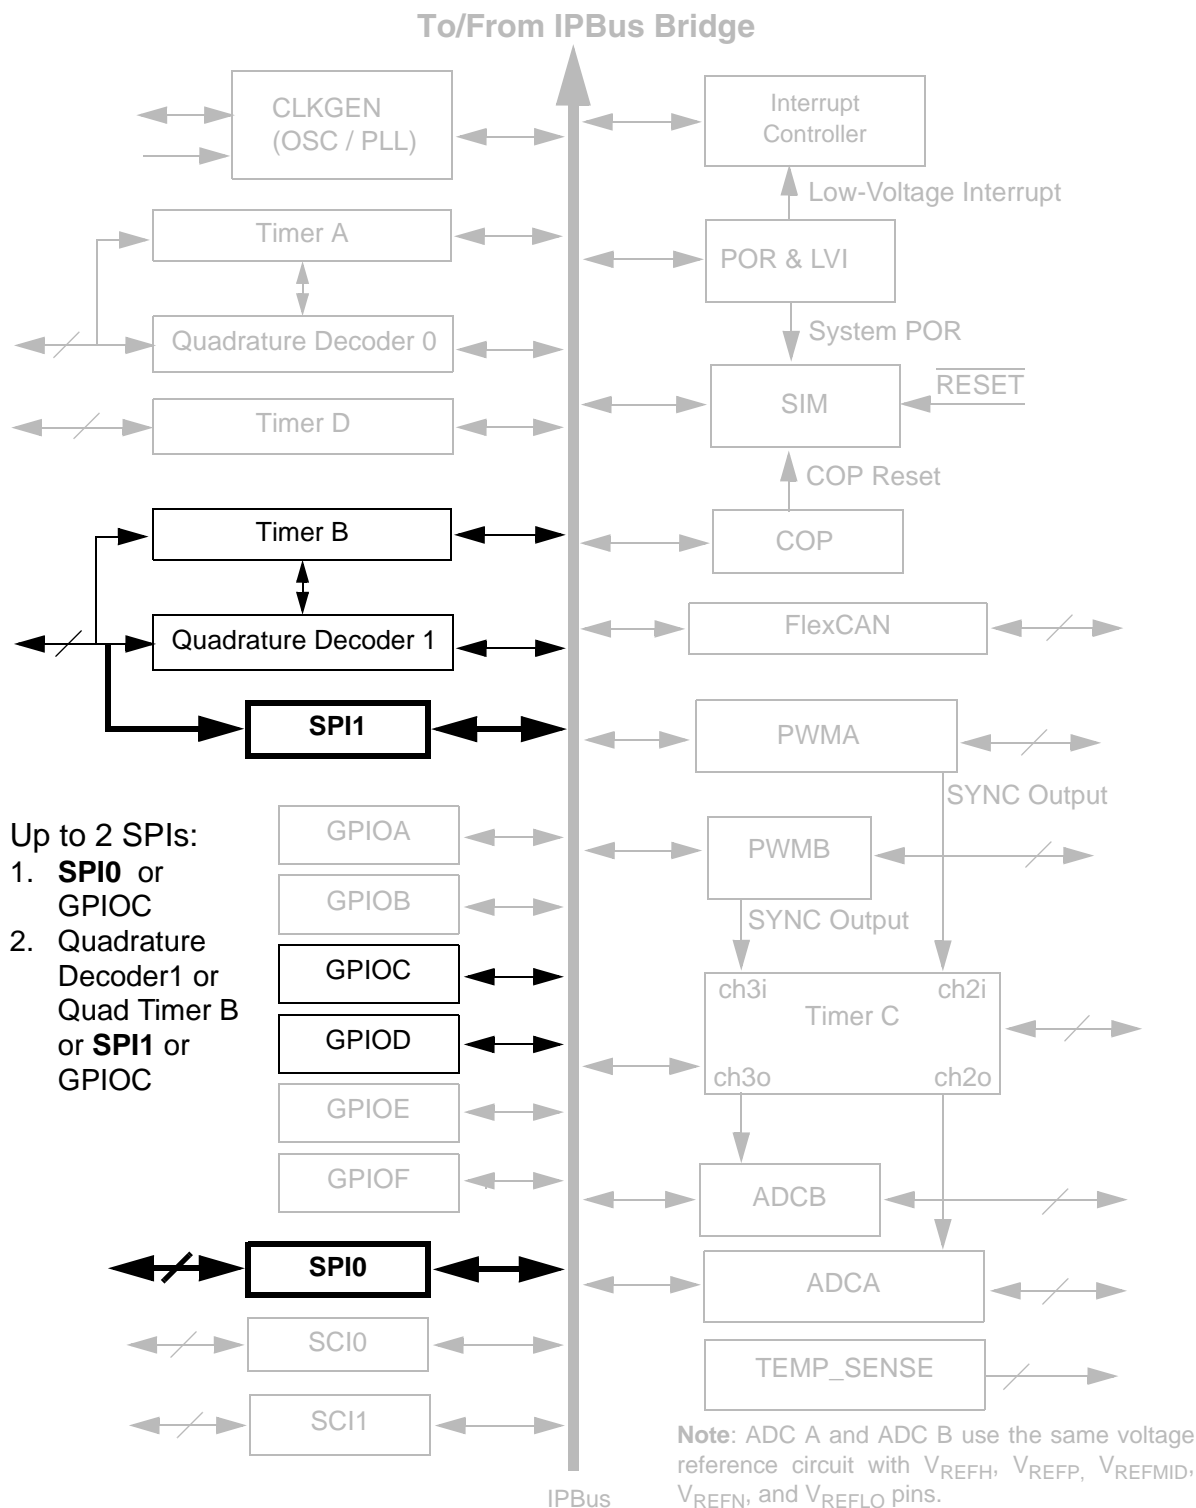 To/From IPBus Bridge
CLKGEN
(OSC / PLL)
Interrupt
Controller
Low-Voltage Interrupt
Timer A
POR & LVI
System POR
Quadrature Decoder 0
RESET
SIM
Timer D
COP Reset
Timer B
COP
FlexCAN
Quadrature Decoder 1
SPI1
PWMA
SYNC Output
Up to 2 SPIs:
1. SPI0 or
GPIOC
2. Quadrature
Decoder1 or
Quad Timer B
or SPI1 or
GPIOC
GPIOA
GPIOB
GPIOC
GPIOD
GPIOE
GPIOF
PWMB
SYNC Output
ch3i ch2i
Timer C
ch3o ch2o
ADCB
SPI0
ADCA
SCI0
TEMP_SENSE
SCI1
Note: ADC A and ADC B use the same voltage
reference circuit with VREFH, VREFP, VREFMID,
VREFN, and VREFLO pins.
IPBus